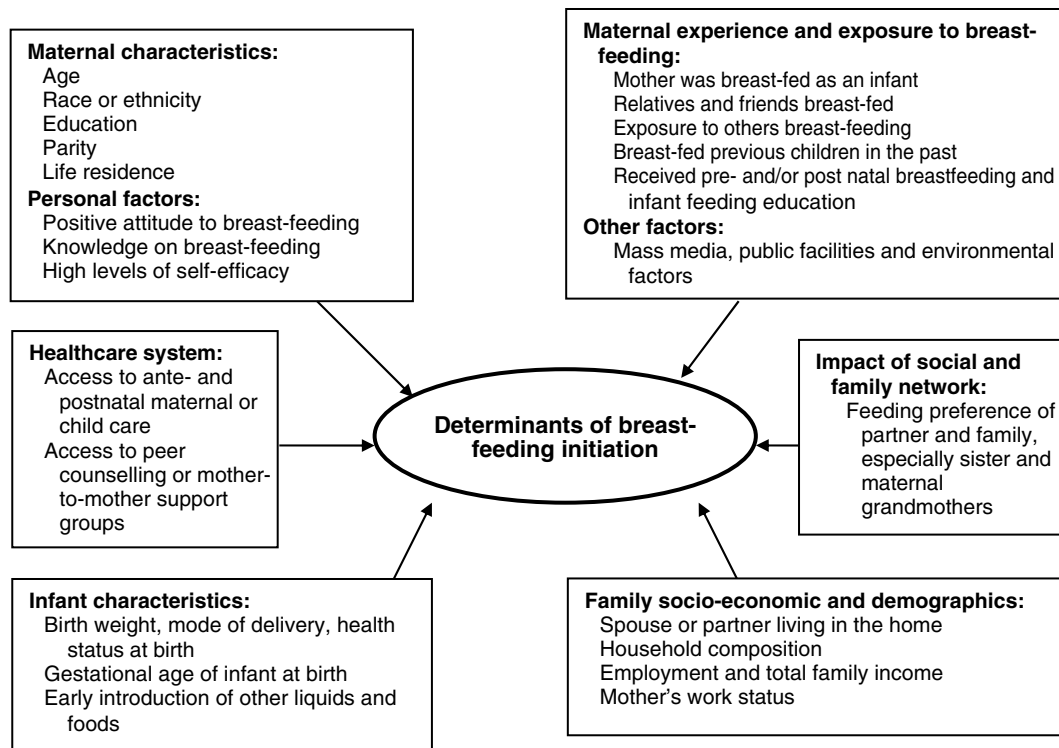 Maternal characteristics:
Age
Race or ethnicity
Education
Parity
Life residence
Personal factors:
Positive attitude to breast-feeding
Knowledge on breast-feeding
High levels of self-efficacy
Maternal experience and exposure to breast-
feeding:
Mother was breast-fed as an infant
Relatives and friends breast-fed
Exposure to others breast-feeding
Breast-fed previous children in the past
Received pre- and/or post natal breastfeeding and
infant feeding education
Other factors:
Mass media, public facilities and environmental
factors
Healthcare system:
Access to ante- and
postnatal maternal or
child care
Access to peer
counselling or mother-
to-mother support
groups
Determinants of breast-
feeding initiation
Impact of social and
family network:
Feeding preference of
partner and family,
especially sister and
maternal
grandmothers
Infant characteristics:
Birth weight, mode of delivery, health
status at birth
Gestational age of infant at birth
Early introduction of other liquids and
foods
Family socio-economic and demographics:
Spouse or partner living in the home
Household composition
Employment and total family income
Mother's work status